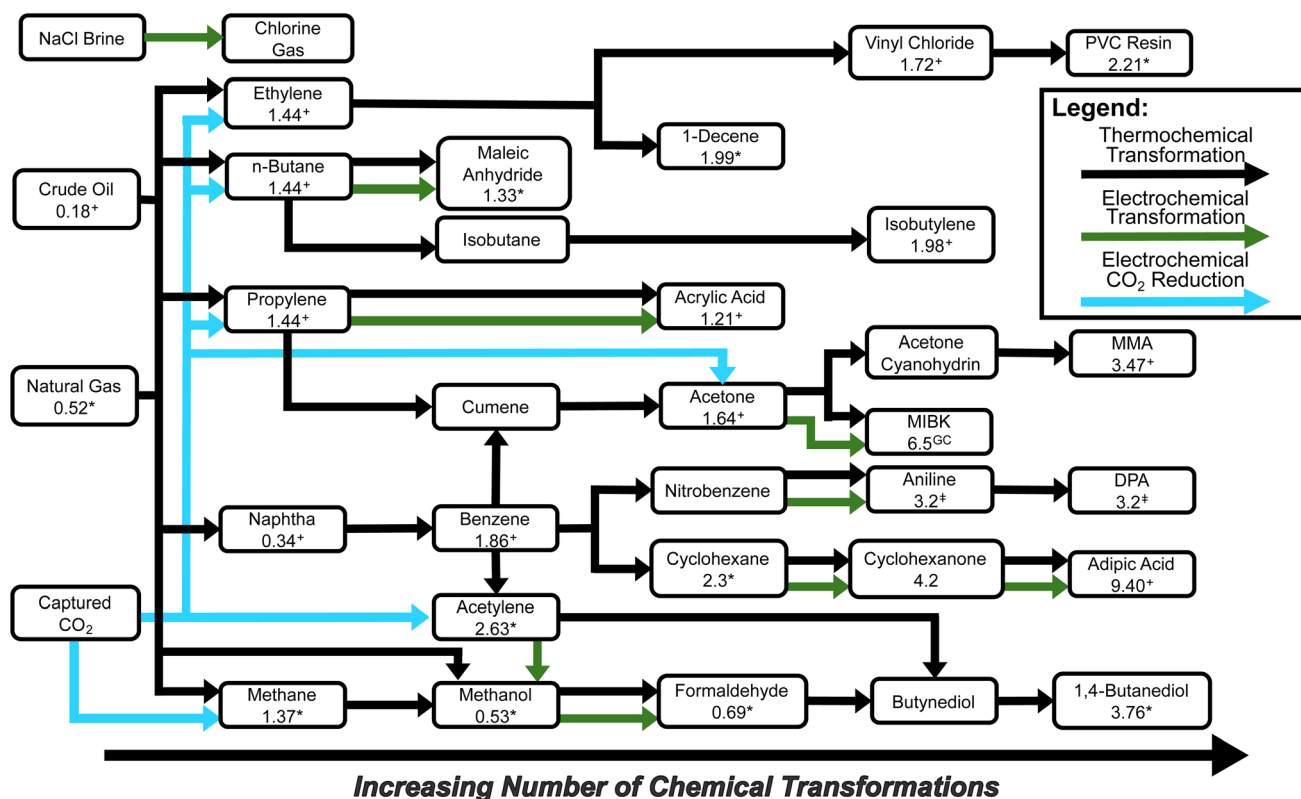 NaCl Brine
Chlorine
Gas
Vinyl Chloride
1.72⁺
PVC Resin
2.21*
Ethylene
1.44⁺
Legend:
Thermochemical
Transformation
Electrochemical
Transformation
Electrochemical
CO₂ Reduction
1-Decene
1.99*
Crude Oil
0.18⁺
n-Butane
1.44⁺
Maleic
Anhydride
1.33*
Isobutane
Isobutylene
1.98⁺
Propylene
1.44⁺
Acrylic Acid
1.21⁺
Natural Gas
0.52*
Cumene
Acetone
1.64⁺
Acetone
Cyanohydrin
MMA
3.47⁺
MIBK
6.5ᴳᶜ
Nitrobenzene
Aniline
3.2‡
DPA
3.2‡
Naphtha
0.34⁺
Benzene
1.86⁺
Cyclohexane
2.3*
Cyclohexanone
4.2
Adipic Acid
9.40⁺
Captured
CO₂
Acetylene
2.63*
Methane
1.37*
Methanol
0.53*
Formaldehyde
0.69*
Butynediol
1,4-Butanediol
3.76*
Increasing Number of Chemical Transformations